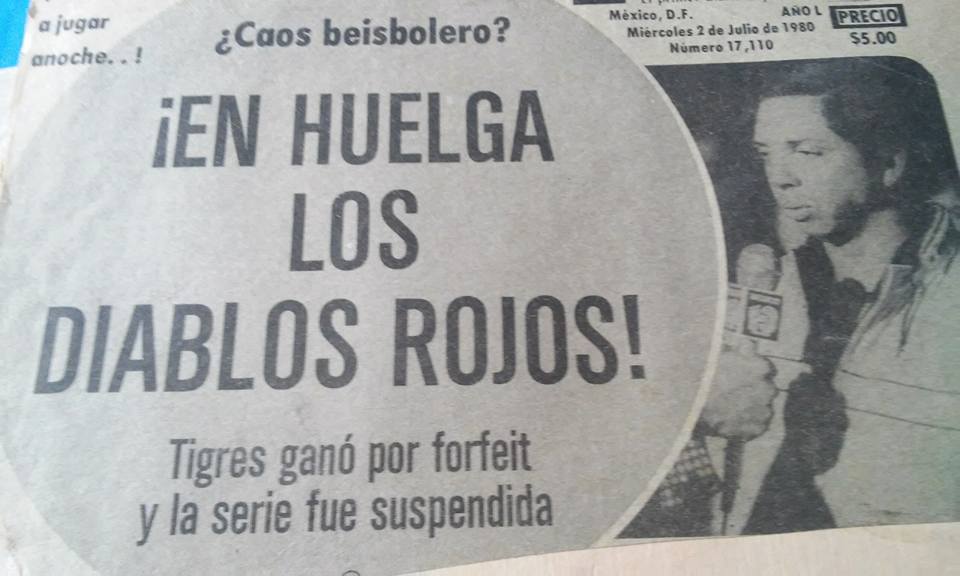 a jugar
anoche. . !
¿Caos beisbolero?
¡EN HUELGA
LOS
DIABLOS ROJOS!
Tigres ganó por forfeit
y la serie fue suspendida
México, D.F.
AÑO L
Miércoles 2 de Julio de 1980
Número 17,110
PRECIO
$5.00